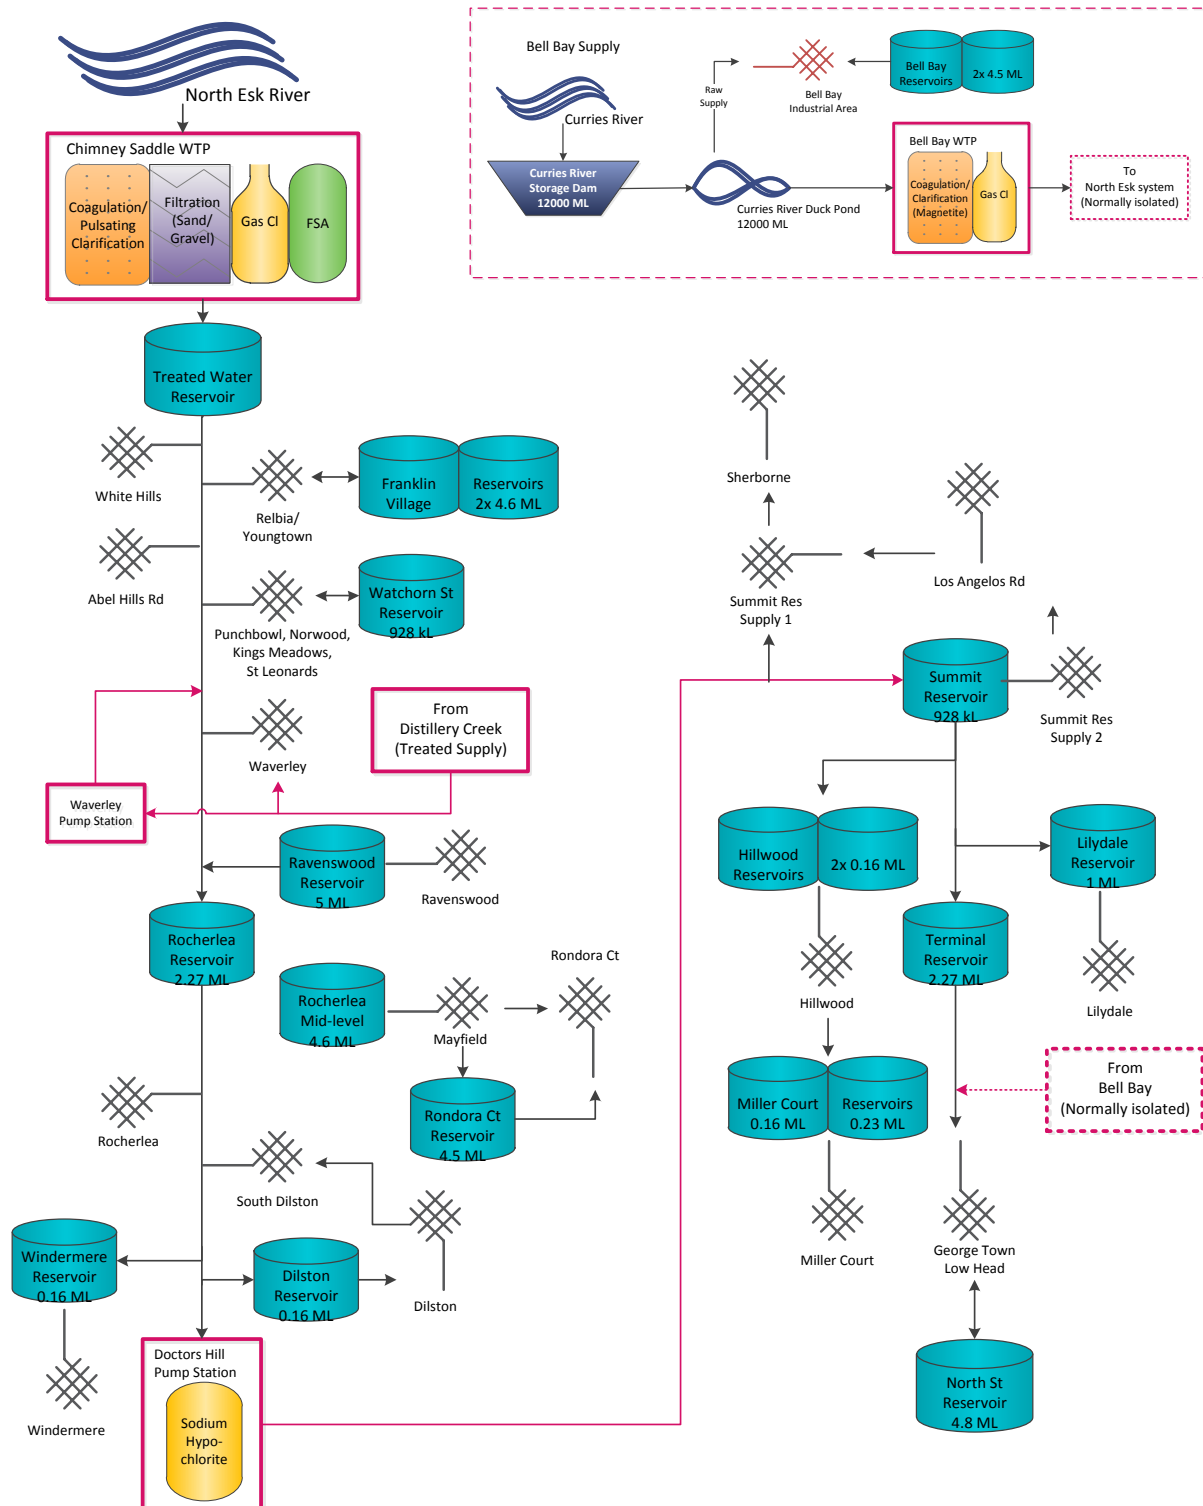 North Esk River
Chimney Saddle WTP
Coagulation/
Pulsating
Clarification
Filtration
(Sand/
Gravel)
Gas Cl
FSA
Treated Water
Reservoir
White Hills
Relbia/
Youngtown
Franklin
Village
Reservoirs
2x 4.6 ML
Abel Hills Rd
Punchbowl, Norwood,
Kings Meadows,
St Leonards
Watchorn St
Reservoir
928 kL
Waverley
From
Distillery Creek
(Treated Supply)
Waverley
Pump Station
Ravenswood
Reservoir
5 ML
Ravenswood
Rocherlea
Reservoir
2.27 ML
Rocherlea
Mid-level
4.6 ML
Mayfield
Rondora Ct
Rondora Ct
Reservoir
4.5 ML
Rocherlea
South Dilston
Windermere
Reservoir
0.16 ML
Dilston
Reservoir
0.16 ML
Dilston
Windermere
Doctors Hill
Pump Station
Sodium
Hypo-
chlorite
Bell Bay Supply
Curries River
Curries River
Storage Dam
12000 ML
Raw
Supply
Bell Bay
Industrial Area
Bell Bay
Reservoirs
2x 4.5 ML
Curries River Duck Pond
12000 ML
Bell Bay WTP
Coagulation/
Clarification
(Magnetite)
Gas Cl
To
North Esk system
(Normally isolated)
Sherborne
Summit Res
Supply 1
Los Angelos Rd
Summit
Reservoir
928 kL
Summit Res
Supply 2
Hillwood
Reservoirs
2x 0.16 ML
Lilydale
Reservoir
1 ML
Hillwood
Terminal
Reservoir
2.27 ML
Lilydale
Miller Court
0.16 ML
Reservoirs
0.23 ML
From
Bell Bay
(Normally isolated)
Miller Court
George Town
Low Head
North St
Reservoir
4.8 ML